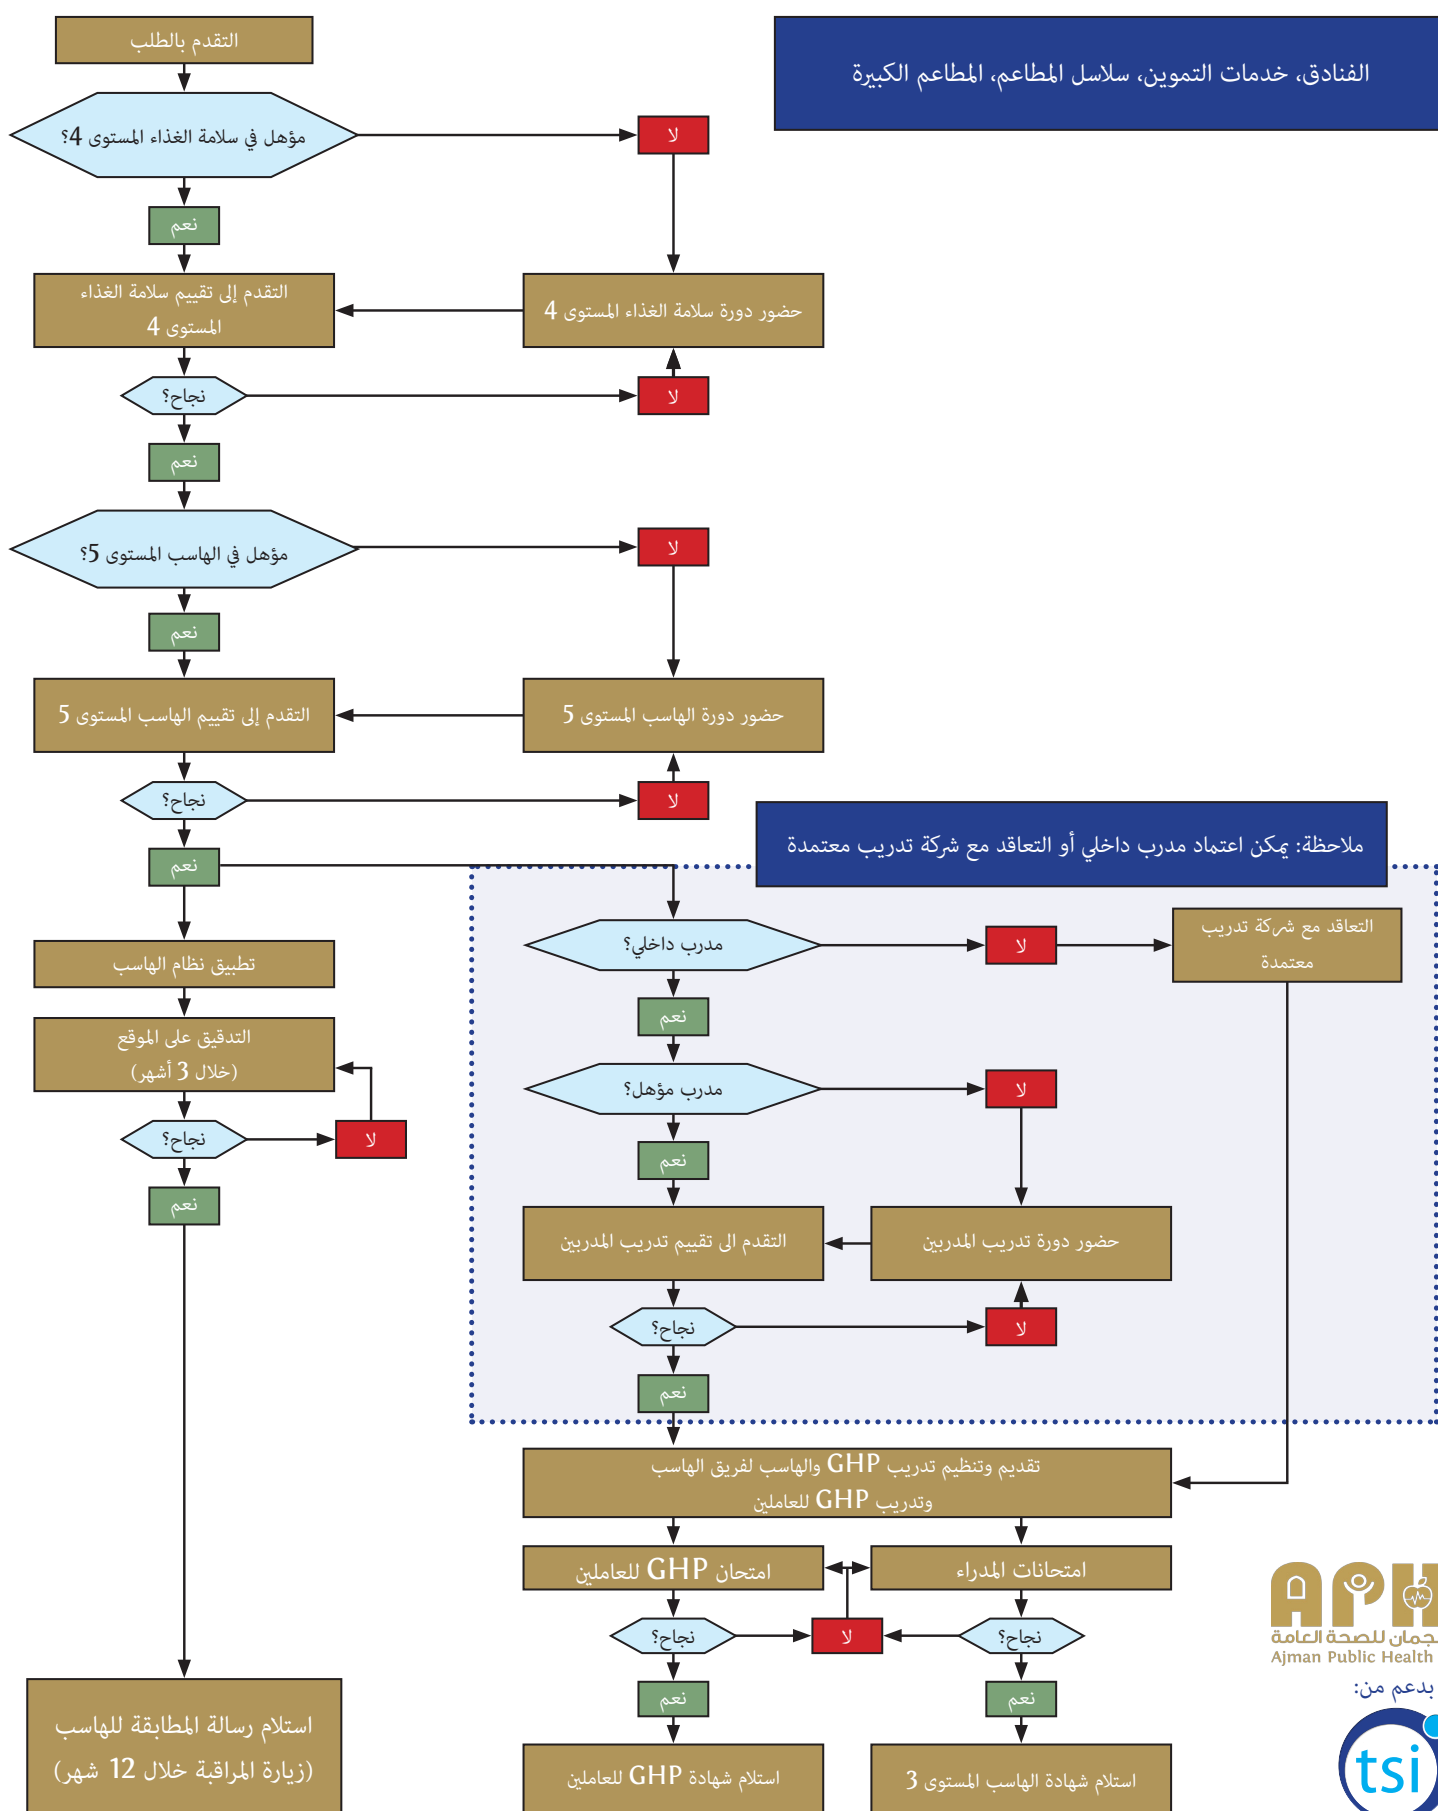 الفنادق، خدمات التموين، سلاسل المطاعم، المطاعم الكبيرة
التقدم بالطلب
مؤهل في سلامة الغذاء المستوى 4؟
لا
نعم
التقدم إلى تقييم سلامة الغذاء
المستوى 4
حضور دورة سلامة الغذاء المستوى 4
نجاح؟
لا
نعم
مؤهل في الهاسب المستوى 5؟
لا
نعم
التقدم إلى تقييم الهاسب المستوى 5
حضور دورة الهاسب المستوى 5
نجاح؟
لا
نعم
ملاحظة: يمكن اعتماد مدرب داخلي أو التعاقد مع شركة تدريب معتمدة
مدرب داخلي؟
لا
التعاقد مع شركة تدريب
معتمدة
تطبيق نظام الهاسب
نعم
التدقيق على الموقع
(خلال 3 أشهر)
مدرب مؤهل؟
لا
نجاح؟
لا
نعم
نعم
التقدم الى تقييم تدريب المدربين
حضور دورة تدريب المدربين
نجاح؟
لا
نعم
تقديم وتنظيم تدريب GHP والهاسب لفريق الهاسب
وتدريب GHP للعاملين
امتحان GHP للعاملين
امتحانات المدراء
نجاح؟
لا
نجاح؟
نعم
نعم
استلام رسالة المطابقة للهاسب
(زيارة المراقبة خلال 12 شهر)
استلام شهادة GHP للعاملين
استلام شهادة الهاسب المستوى 3
APH
للصحة العامة
Ajman Public Health
بدعم من:
tsi